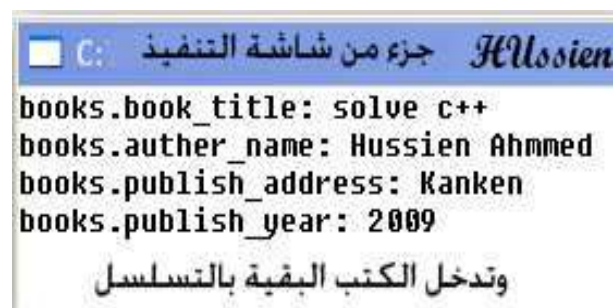 C: جزء من شاشة التنفيذ HUssien
books.book_title: solve c++
books.auther_name: Hussien Ahmmed
books.publish_address: Kanken
books.publish_year: 2009
وتدخل الكتب البقية بالتسلسل